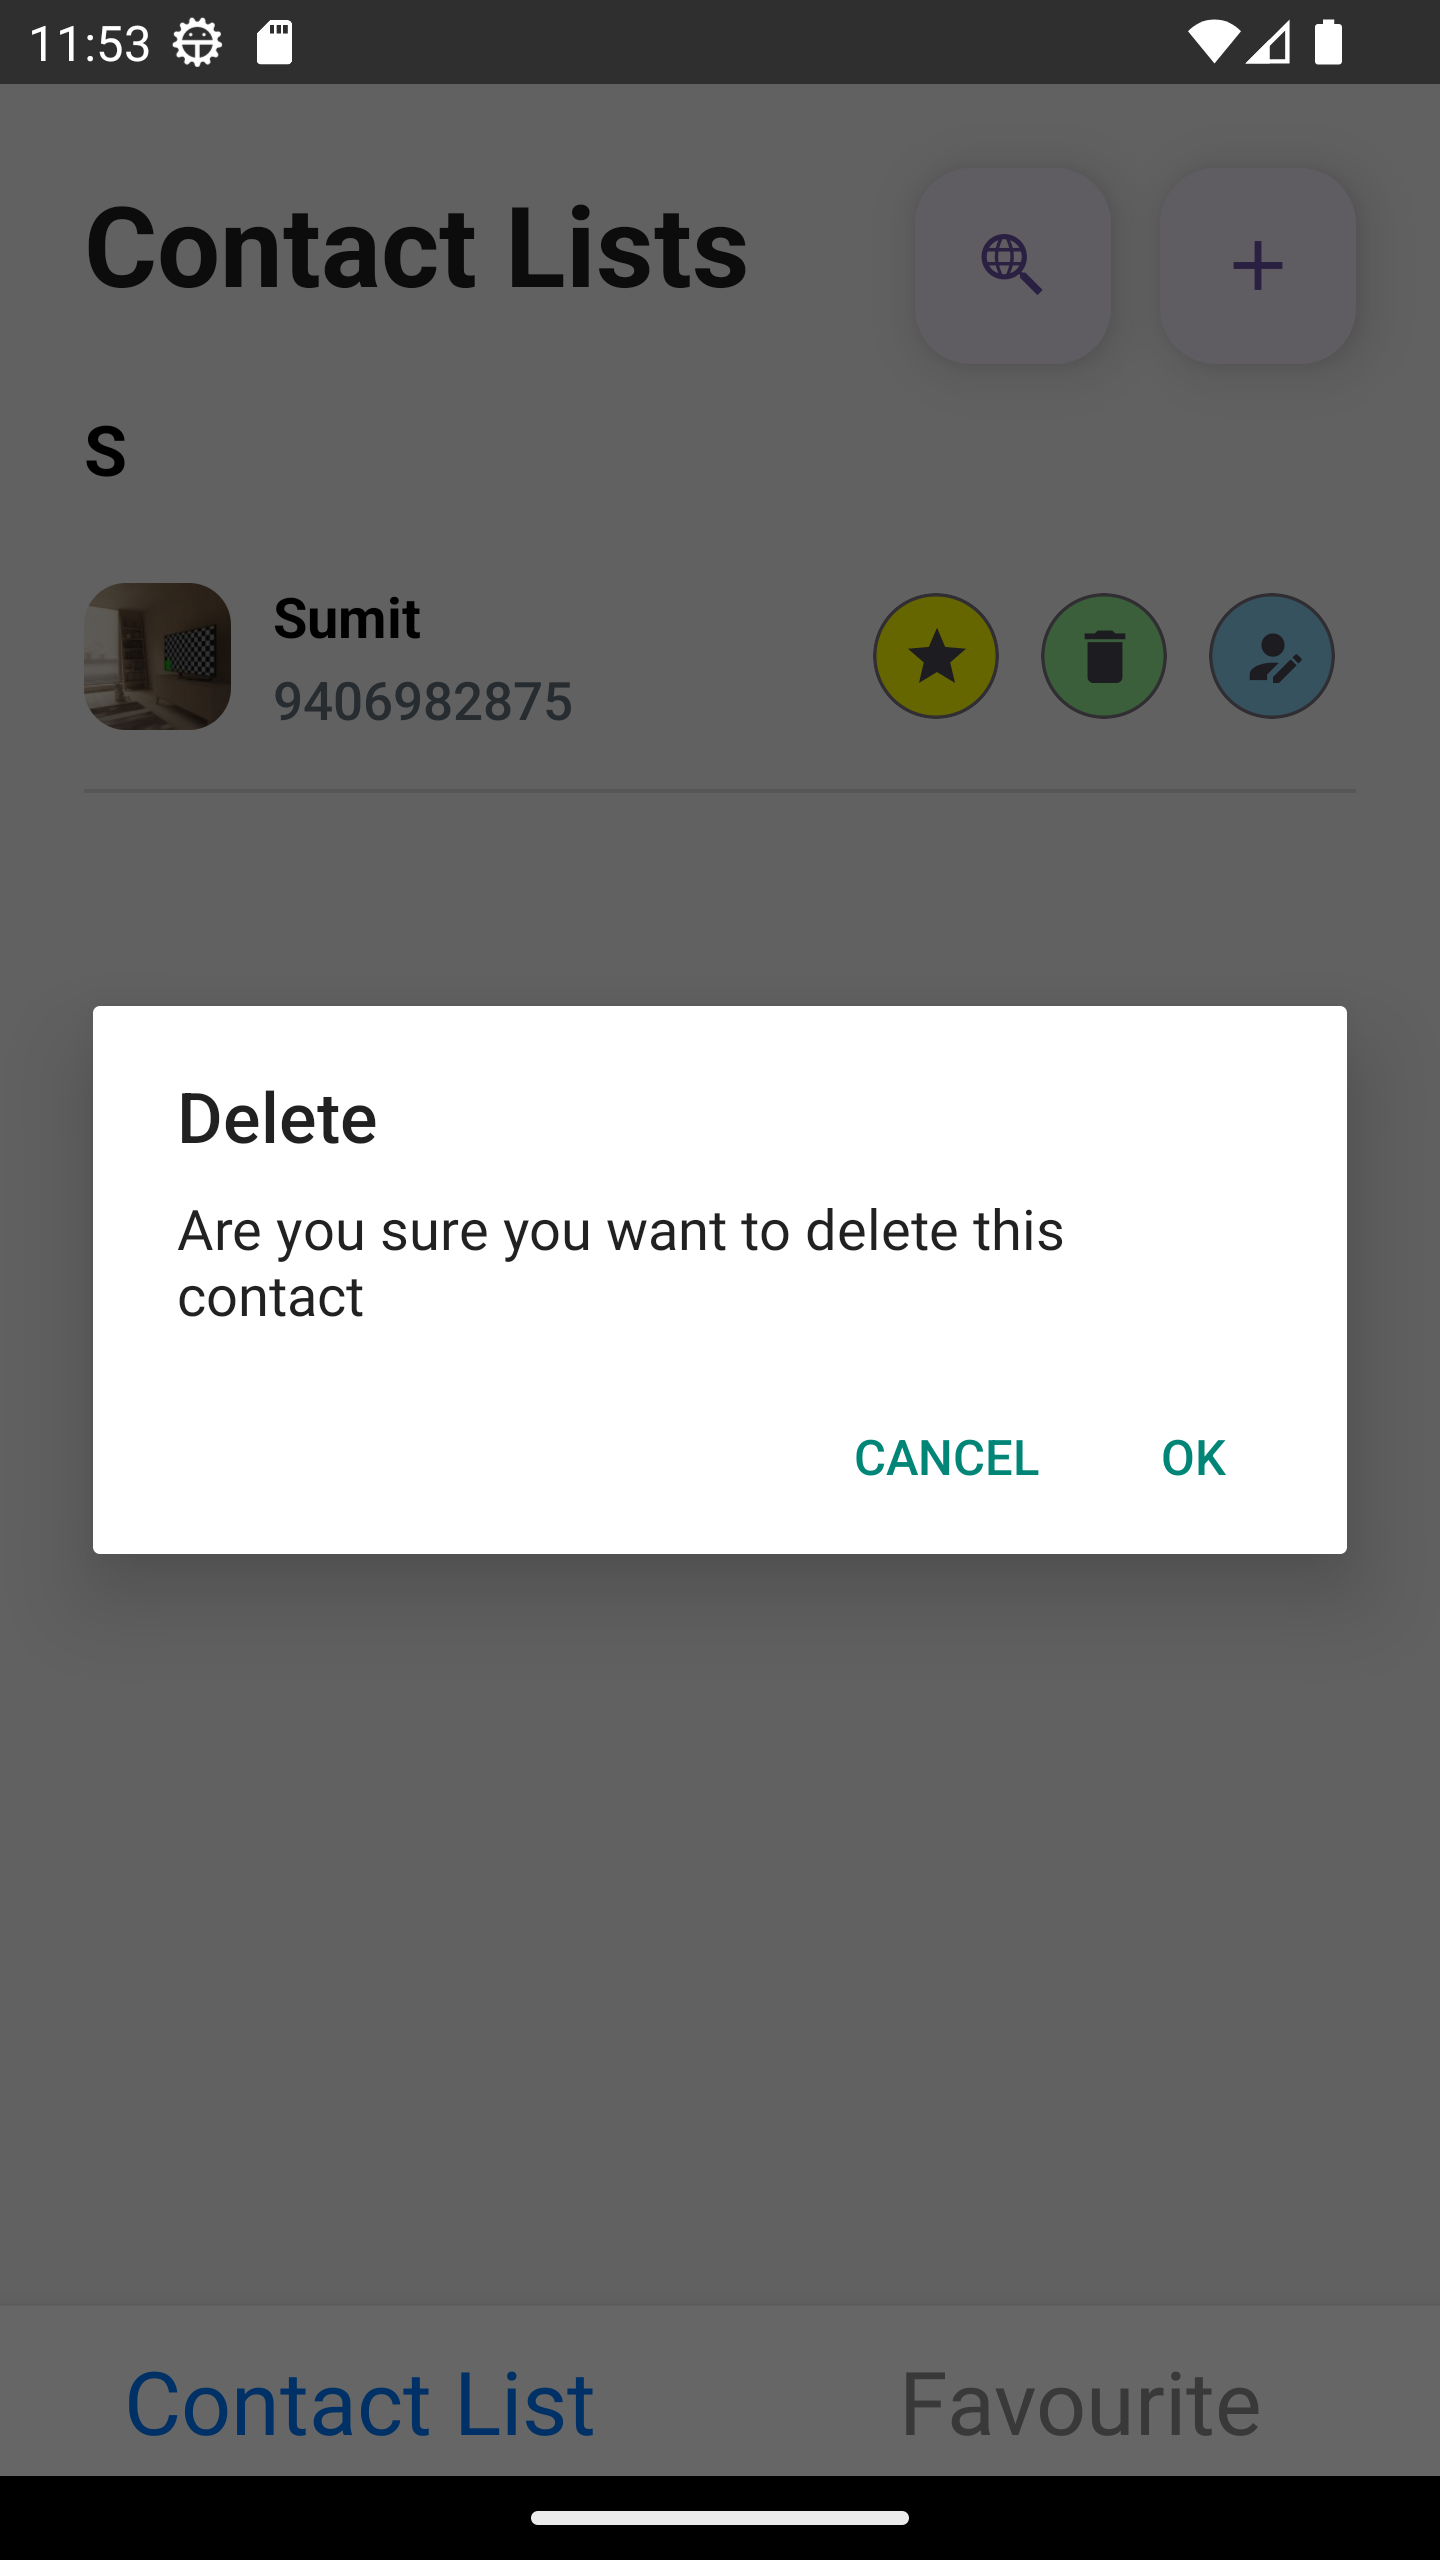 11:53
Contact Lists
S
Sumit
9406982875
Delete
Are you sure you want to delete this
contact
CANCEL OK
Contact List Favourite